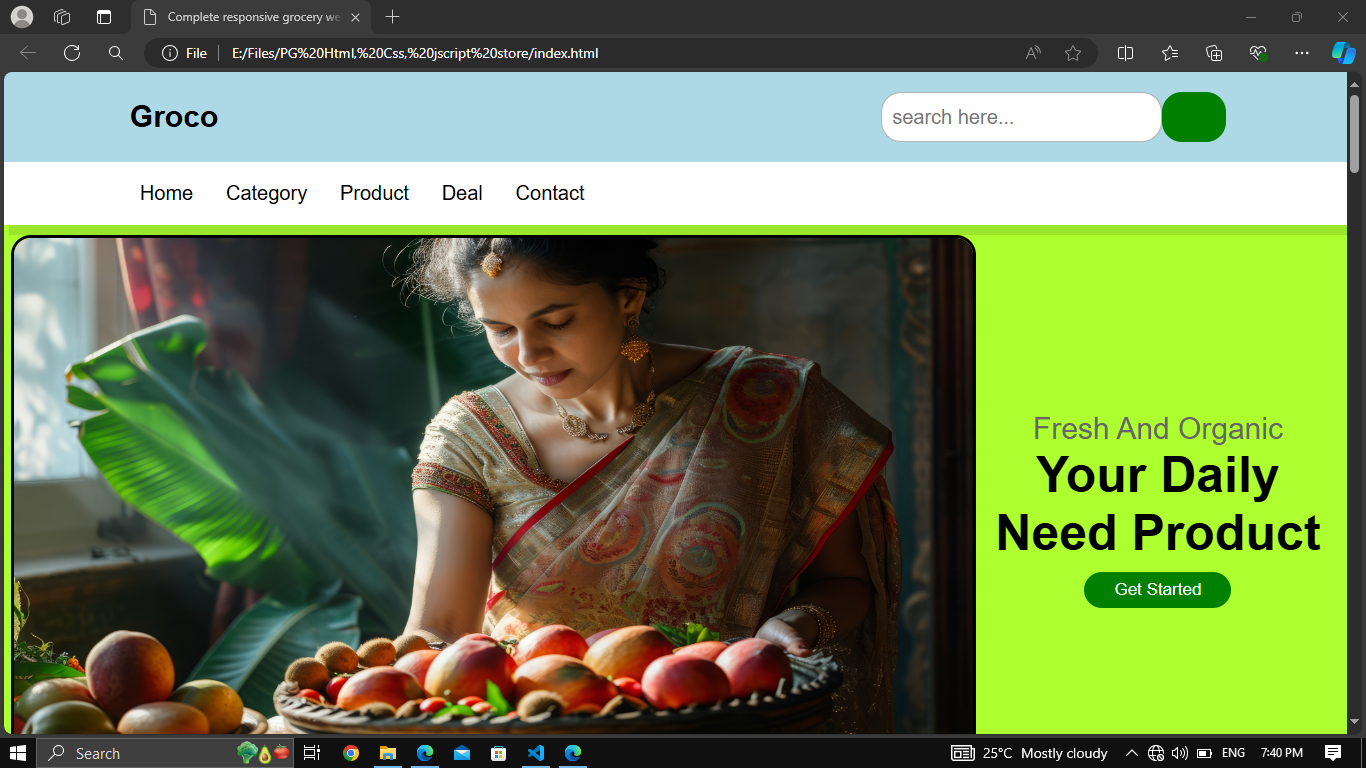 Complete responsive grocery we
File
E:/Files/PG%20Html,%20Css,%20jscript%20store/index.html
Groco
search here...
Home Category Product Deal Contact
Fresh And Organic
Your Daily
Need Product
Get Started
Search
25°C Mostly cloudy
ENG
7:40 PM